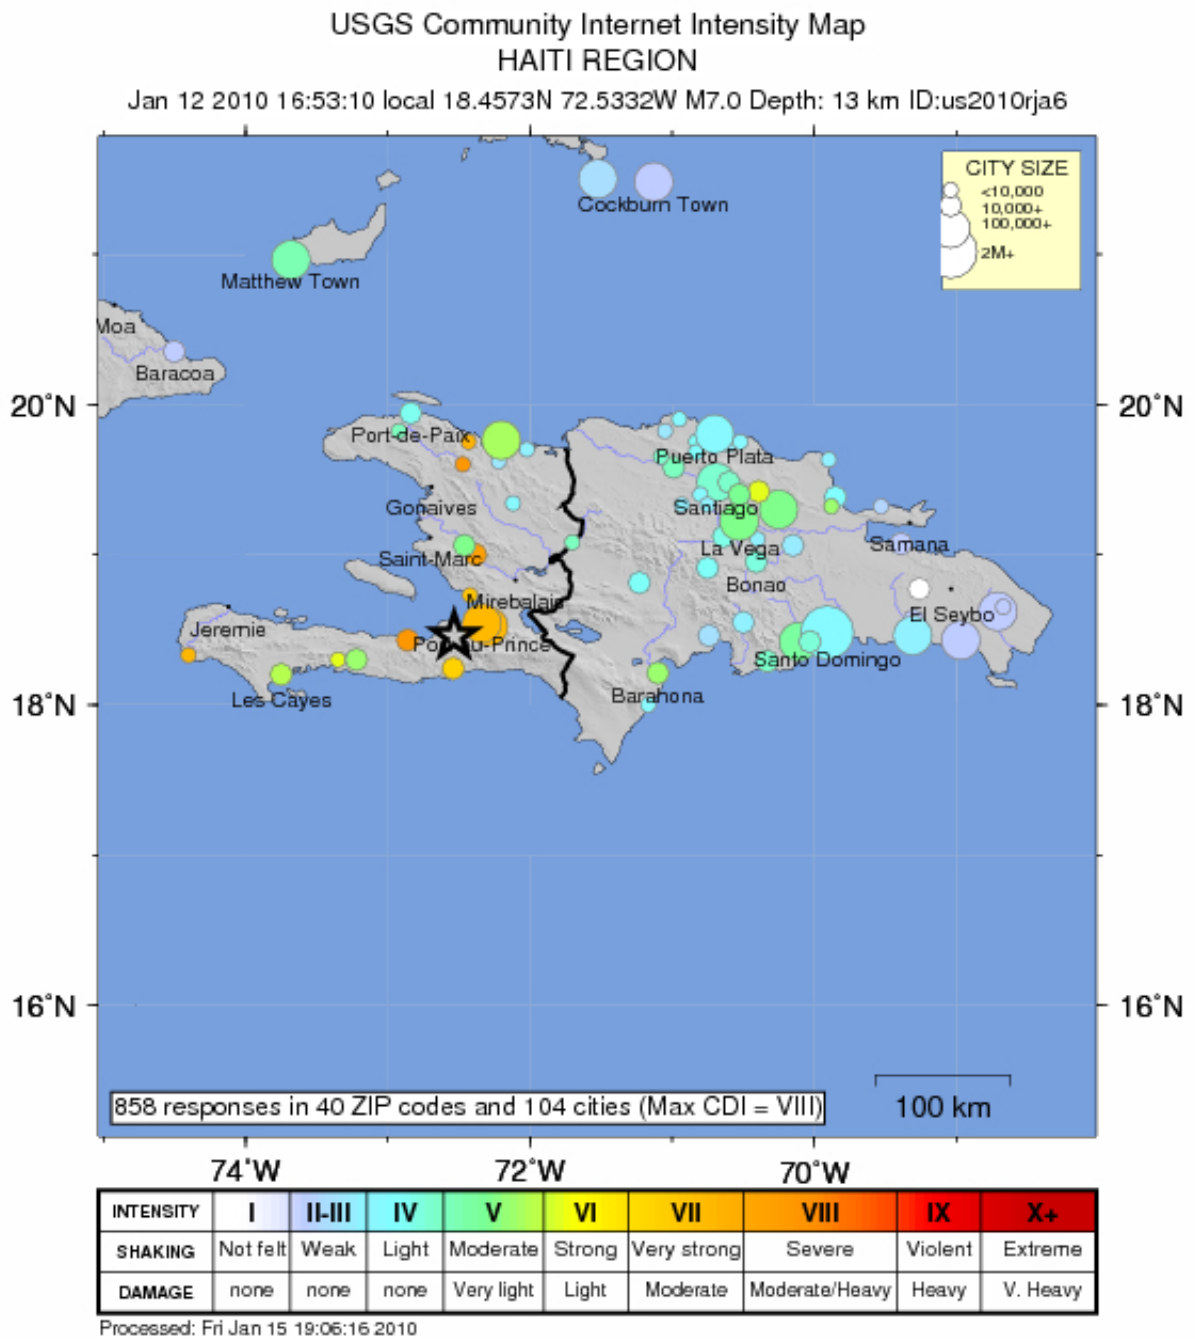 USGS Community Internet Intensity Map
HAITI REGION
Jan 12 2010 16:53:10 local 18.4573N 72.5332W M7.0 Depth: 13 km ID:us2010rja6
CITY SIZE
<10,000
10,000+
100,000+
2M+
Cockburn Town
Matthew Town
Moa
Baracoa
20°N
20°N
Port-de-Paix
Puerto Plata
Gonaives
Santiago
Saint-Marc
La Vega
Samana
Bonao
Mirebalais
El Seybo
Jeremie
Port-au-Prince
Santo Domingo
Les Cayes
Barahona
18°N
18°N
16°N
16°N
858 responses in 40 ZIP codes and 104 cities (Max CDI = VIII)
100 km
74°W 72°W 70°W
INTENSITY I II-III IV V VI VII VIII IX X+
SHAKING Not felt Weak Light Moderate Strong Very strong Severe Violent Extreme
DAMAGE none none none Very light Light Moderate Moderate/Heavy Heavy V. Heavy
Processed: Fri Jan 15 19:06:16 2010